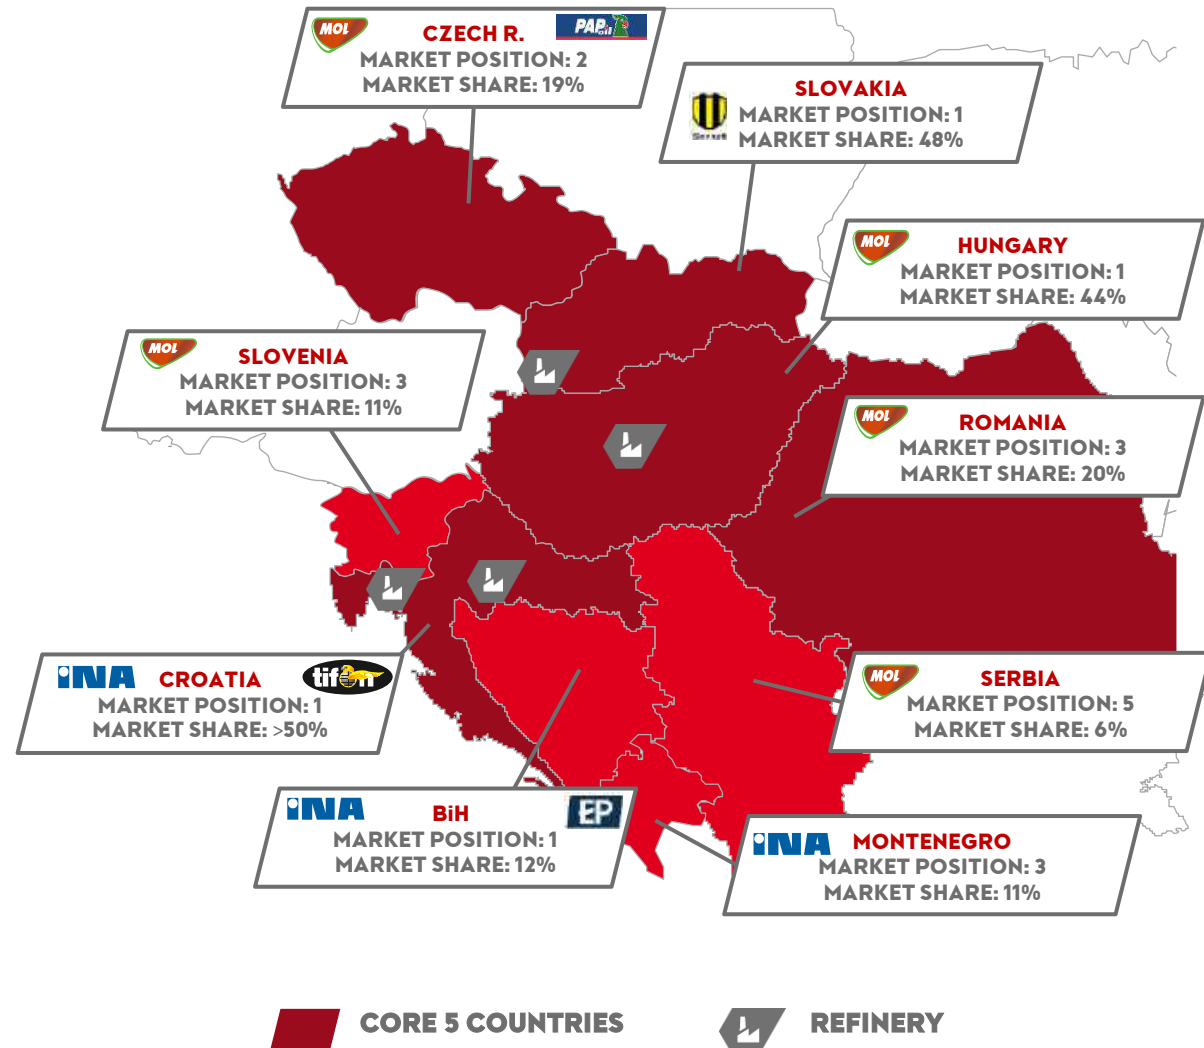 MOL
CZECH R.
PAP oil
MARKET POSITION: 2
MARKET SHARE: 19%
SLOVAKIA
MARKET POSITION: 1
MARKET SHARE: 48%
MOL
HUNGARY
MARKET POSITION: 1
MARKET SHARE: 44%
MOL
SLOVENIA
MARKET POSITION: 3
MARKET SHARE: 11%
MOL
ROMANIA
MARKET POSITION: 3
MARKET SHARE: 20%
INA
CROATIA
tifon
MARKET POSITION: 1
MARKET SHARE: >50%
MOL
SERBIA
MARKET POSITION: 5
MARKET SHARE: 6%
INA
BiH
EP
MARKET POSITION: 1
MARKET SHARE: 12%
INA
MONTENEGRO
MARKET POSITION: 3
MARKET SHARE: 11%
CORE 5 COUNTRIES
REFINERY